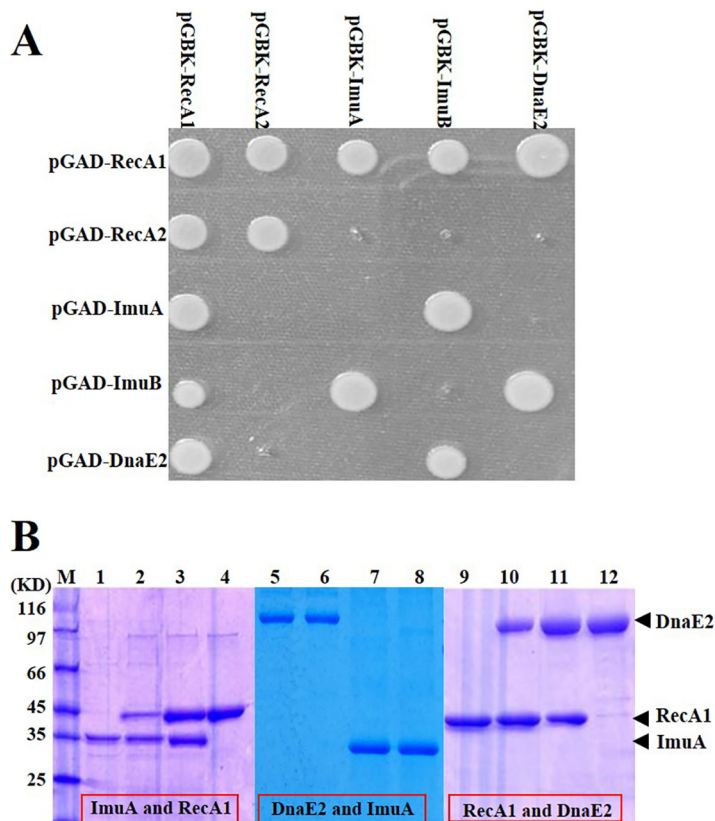 A
pGBK-RecA1
pGBK-RecA2
pGBK-ImuA
pGBK-ImuB
pGBK-DnaE2
pGAD-RecA1
pGAD-RecA2
pGAD-ImuA
pGAD-ImuB
pGAD-DnaE2
B
(KD) M 1 2 3 4 5 6 7 8 9 10 11 12
116
97
66
45
35
25
DnaE2
RecA1
ImuA
ImuA and RecA1
DnaE2 and ImuA
RecA1 and DnaE2